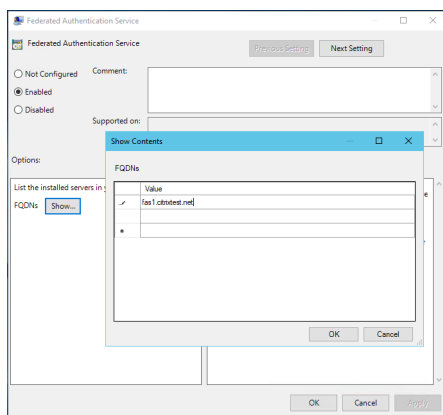 Federated Authentication Service
Federated Authentication Service
Previous Setting
Next Setting
Not Configured
Comment:
Enabled
Disabled
Supported on:
Options:
Show Contents
FQDNs
Value
fas1.citrixtest.net
List the installed servers in
FQDNs
Show...
OK
Cancel
OK
Cancel
Apply